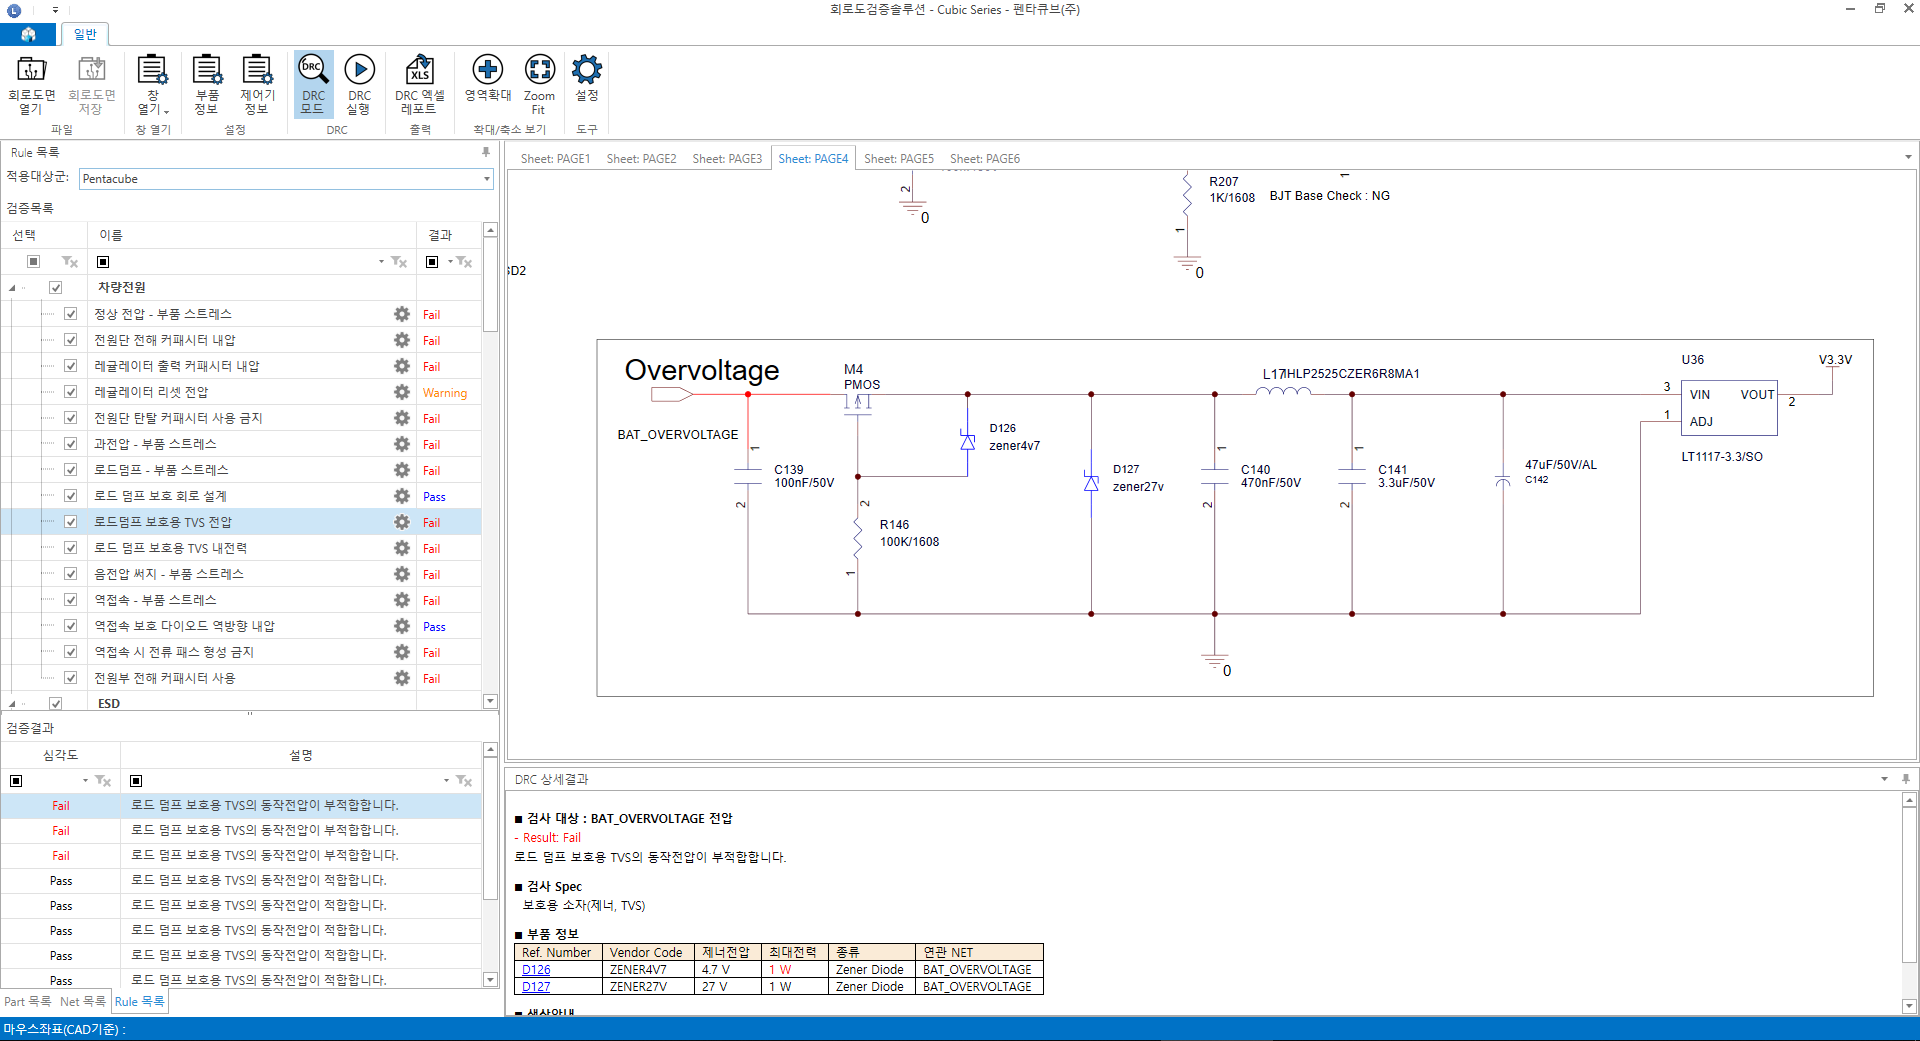 회로도검증솔루션 - Cubic Series - 펜타큐브(주)
일반
회로도면 열기
회로도면 저장
창 열기
부품 정보
제어기 정보
DRC 모드
DRC 실행
DRC 엑셀 레포트
영역확대
Zoom Fit
설정
파일
창 열기
설정
DRC
출력
확대/축소 보기
도구
Rule 목록
적용대상군:
Pentacube
검증목록
선택 이름 결과
차량전원
정상 전압 - 부품 스트레스 Fail
전원단 전해 커패시터 내압 Fail
레귤레이터 출력 커패시터 내압 Fail
레귤레이터 리셋 전압 Warning
전원단 탄탈 커패시터 사용 금지 Fail
과전압 - 부품 스트레스 Fail
로드덤프 - 부품 스트레스 Fail
로드 덤프 보호 회로 설계 Pass
로드덤프 보호용 TVS 전압 Fail
로드 덤프 보호용 TVS 내전력 Fail
음전압 써지 - 부품 스트레스 Fail
역접속 - 부품 스트레스 Fail
역접속 보호 다이오드 역방향 내압 Pass
역접속 시 전류 패스 형성 금지 Fail
전원부 전해 커패시터 사용 Fail
ESD
검증결과
심각도 설명
Fail 로드 덤프 보호용 TVS의 동작전압이 부적합합니다.
Fail 로드 덤프 보호용 TVS의 동작전압이 부적합합니다.
Fail 로드 덤프 보호용 TVS의 동작전압이 부적합합니다.
Pass 로드 덤프 보호용 TVS의 동작전압이 적합합니다.
Pass 로드 덤프 보호용 TVS의 동작전압이 적합합니다.
Pass 로드 덤프 보호용 TVS의 동작전압이 적합합니다.
Pass 로드 덤프 보호용 TVS의 동작전압이 적합합니다.
Pass 로드 덤프 보호용 TVS의 동작전압이 적합합니다.
Part 목록 Net 목록 Rule 목록
마우스좌표(CAD기준) :
Sheet: PAGE1 Sheet: PAGE2 Sheet: PAGE3 Sheet: PAGE4 Sheet: PAGE5 Sheet: PAGE6
2
0
R207
1K/1608
1
1
BJT Base Check : NG
0
SD2
Overvoltage
BAT_OVERVOLTAGE
M4
PMOS
1
C139
100nF/50V
2
2
R146
100K/1608
1
D126
zener4v7
D127
zener27v
1
C140
470nF/50V
2
L17IHLP2525CZER6R8MA1
1
C141
3.3uF/50V
2
47uF/50V/AL
C142
0
U36
3 VIN VOUT 2
1 ADJ
LT1117-3.3/SO
V3.3V
DRC 상세결과
■ 검사 대상 : BAT_OVERVOLTAGE 전압
- Result: Fail
로드 덤프 보호용 TVS의 동작전압이 부적합합니다.
■ 검사 Spec
보호용 소자(제너, TVS)
■ 부품 정보
Ref. Number Vendor Code 제너전압 최대전력 종류 연관 NET
D126 ZENER4V7 4.7 V 1 W Zener Diode BAT_OVERVOLTAGE
D127 ZENER27V 27 V 1 W Zener Diode BAT_OVERVOLTAGE